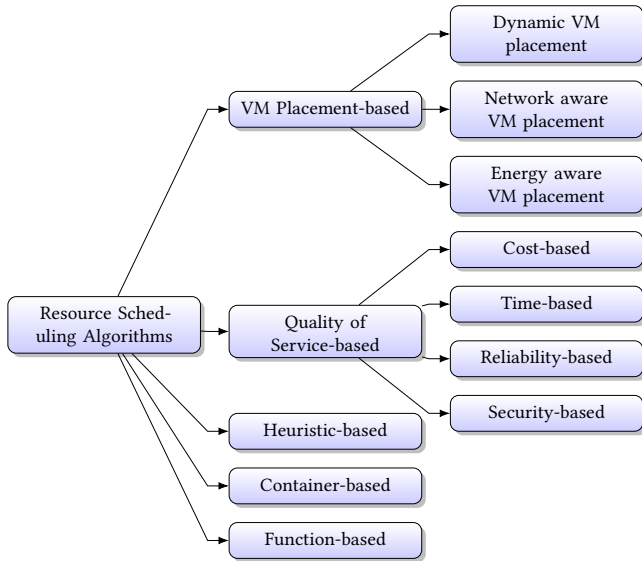 Dynamic VM
placement
VM Placement-based
Network aware
VM placement
Energy aware
VM placement
Cost-based
Resource Sched-
uling Algorithms
Quality of
Service-based
Time-based
Reliability-based
Security-based
Heuristic-based
Container-based
Function-based